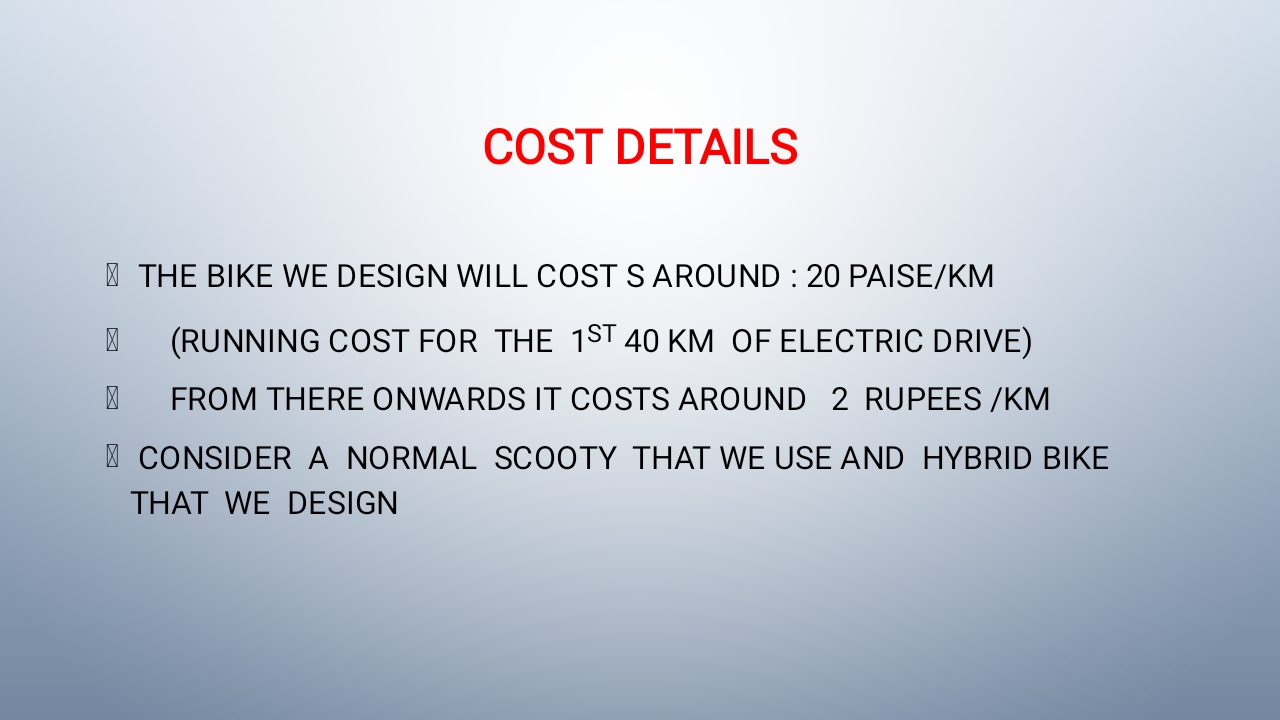 COST DETAILS
THE BIKE WE DESIGN WILL COST S AROUND : 20 PAISE/KM
(RUNNING COST FOR THE 1ST 40 KM OF ELECTRIC DRIVE)
FROM THERE ONWARDS IT COSTS AROUND 2 RUPEES /KM
CONSIDER A NORMAL SCOOTY THAT WE USE AND HYBRID BIKE
THAT WE DESIGN